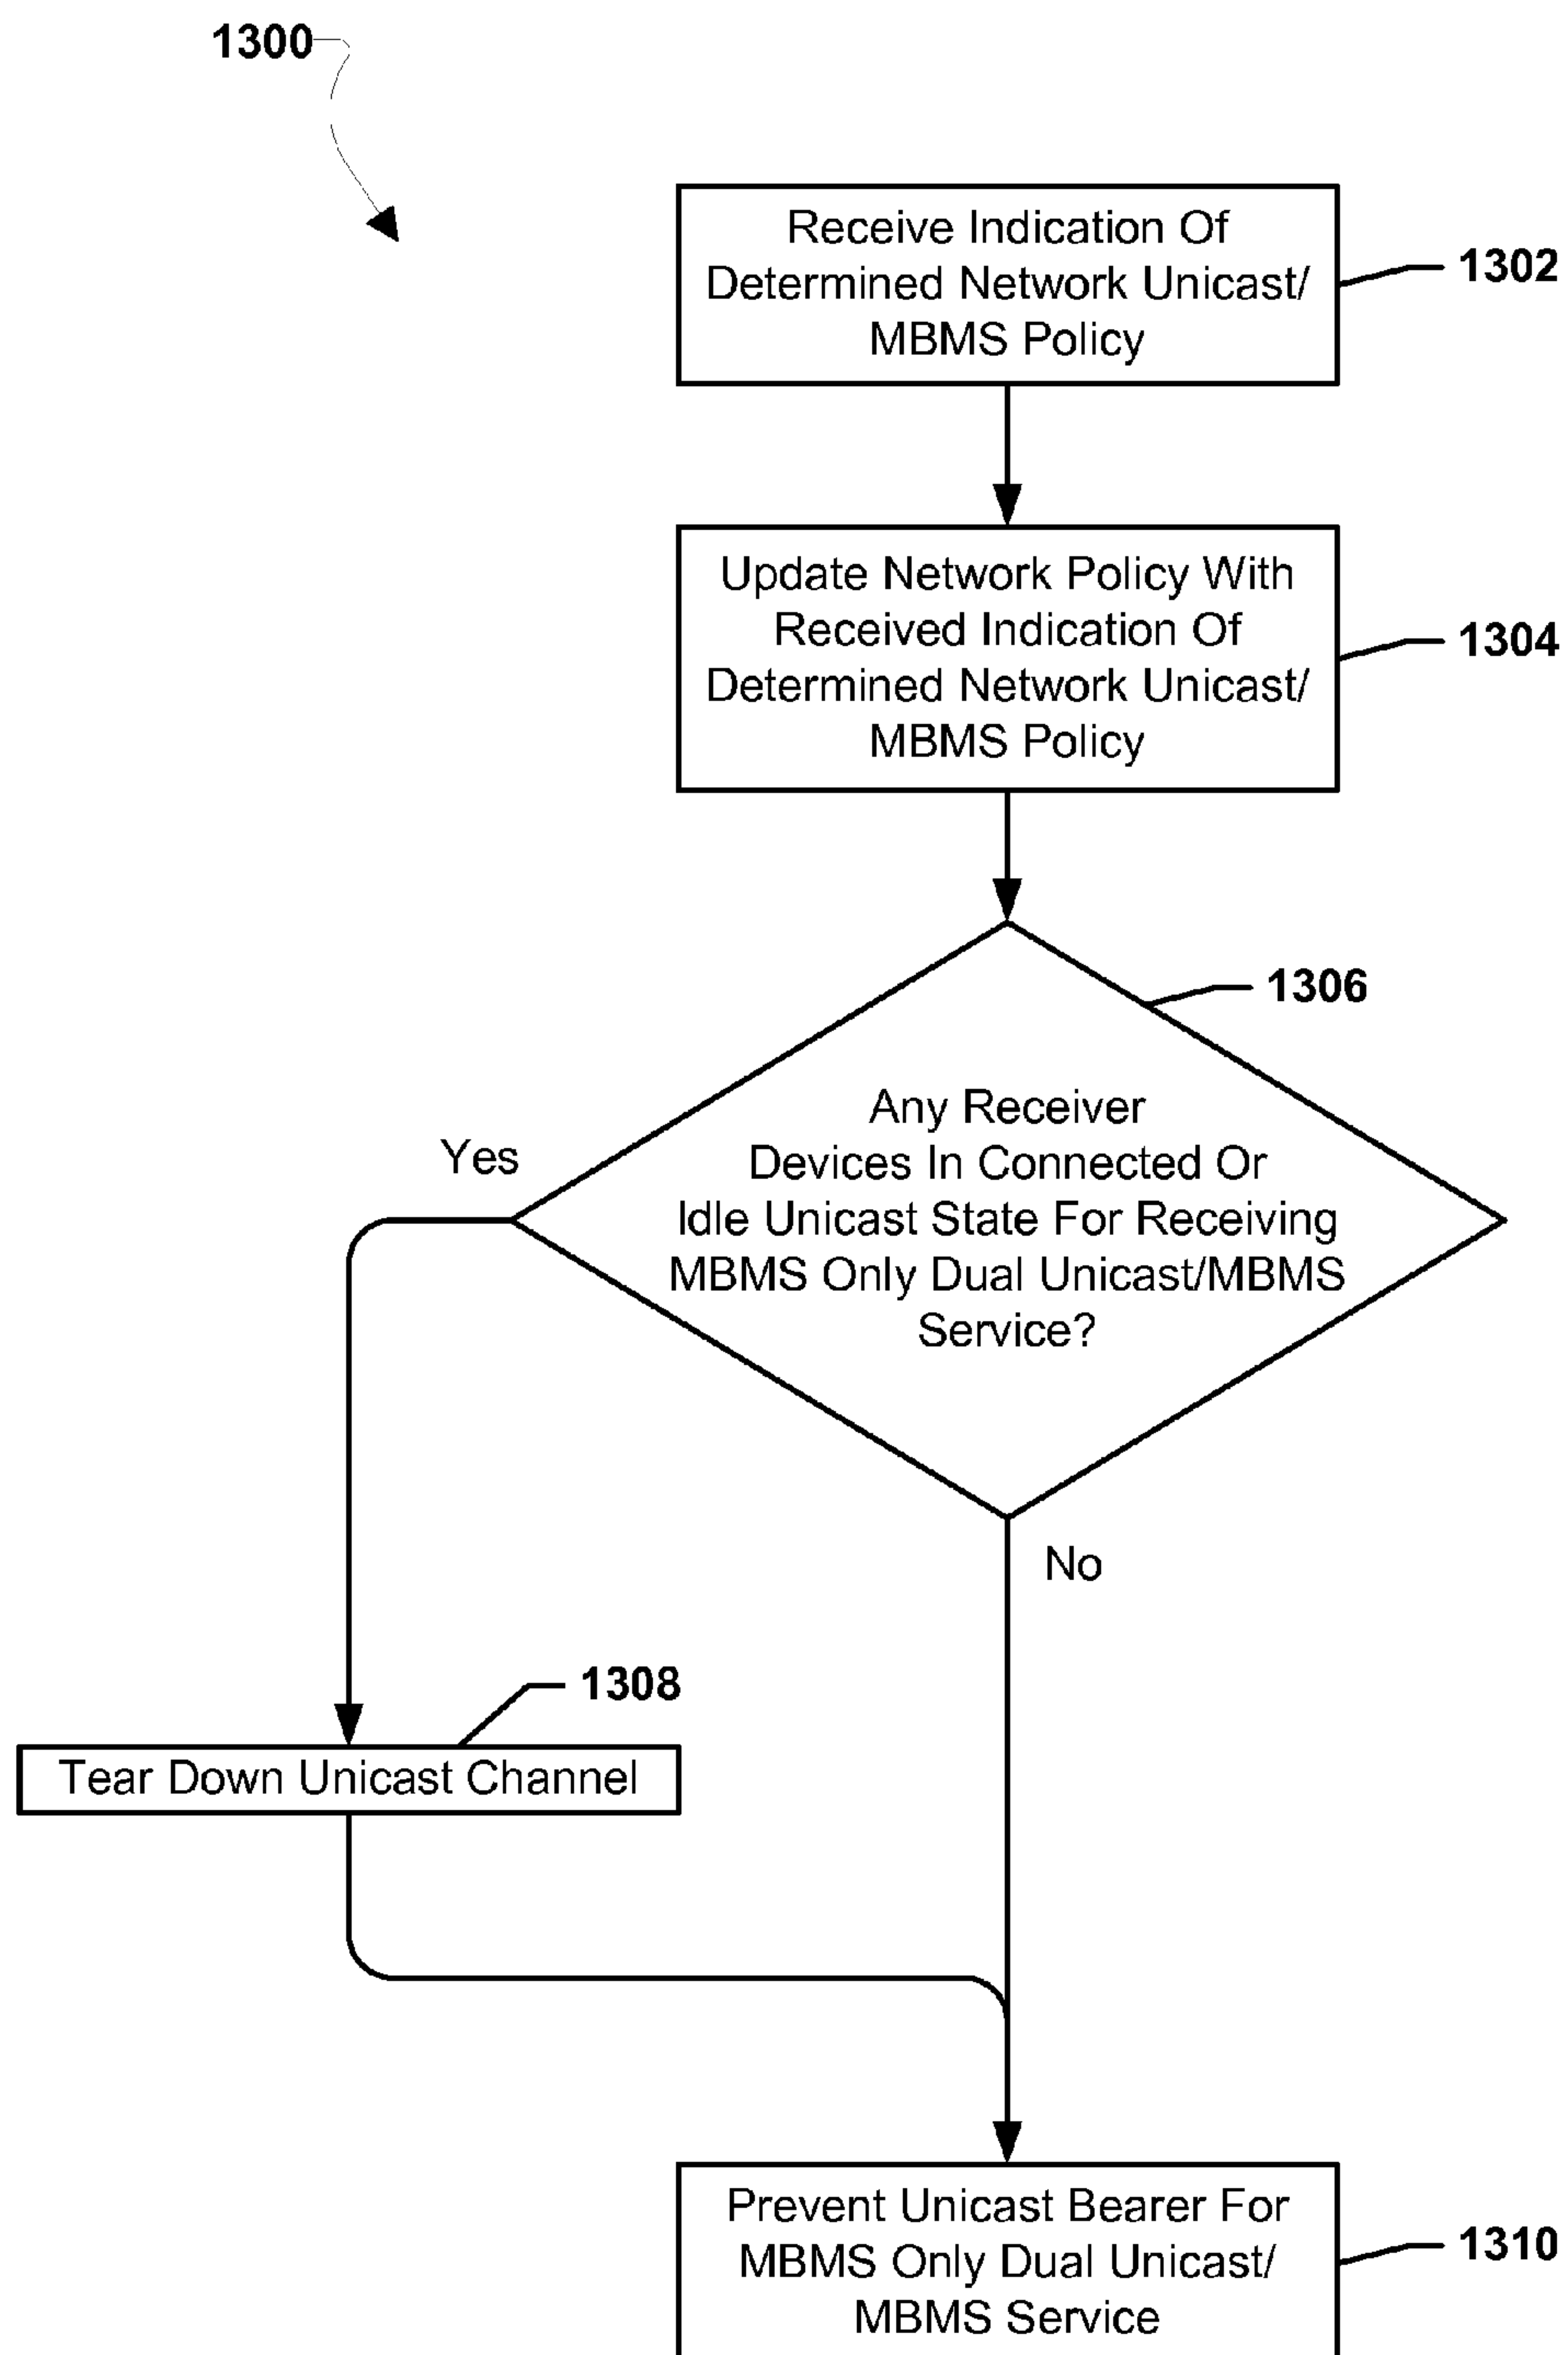 1300
Receive Indication Of
Determined Network Unicast/
MBMS Policy
1302
Update Network Policy With
Received Indication Of
Determined Network Unicast/
MBMS Policy
1304
1306
Any Receiver
Devices In Connected Or
Idle Unicast State For Receiving
MBMS Only Dual Unicast/MBMS
Service?
Yes
No
1308
Tear Down Unicast Channel
Prevent Unicast Bearer For
MBMS Only Dual Unicast/
MBMS Service
1310